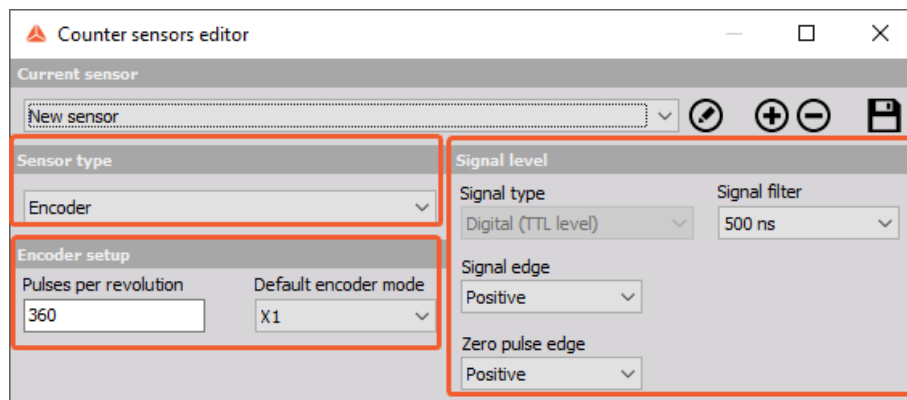 Counter sensors editor
Current sensor
New sensor
Sensor type
Encoder
Encoder setup
Pulses per revolution
Default encoder mode
360
X1
Signal level
Signal type
Signal filter
Digital (TTL level)
500 ns
Signal edge
Positive
Zero pulse edge
Positive